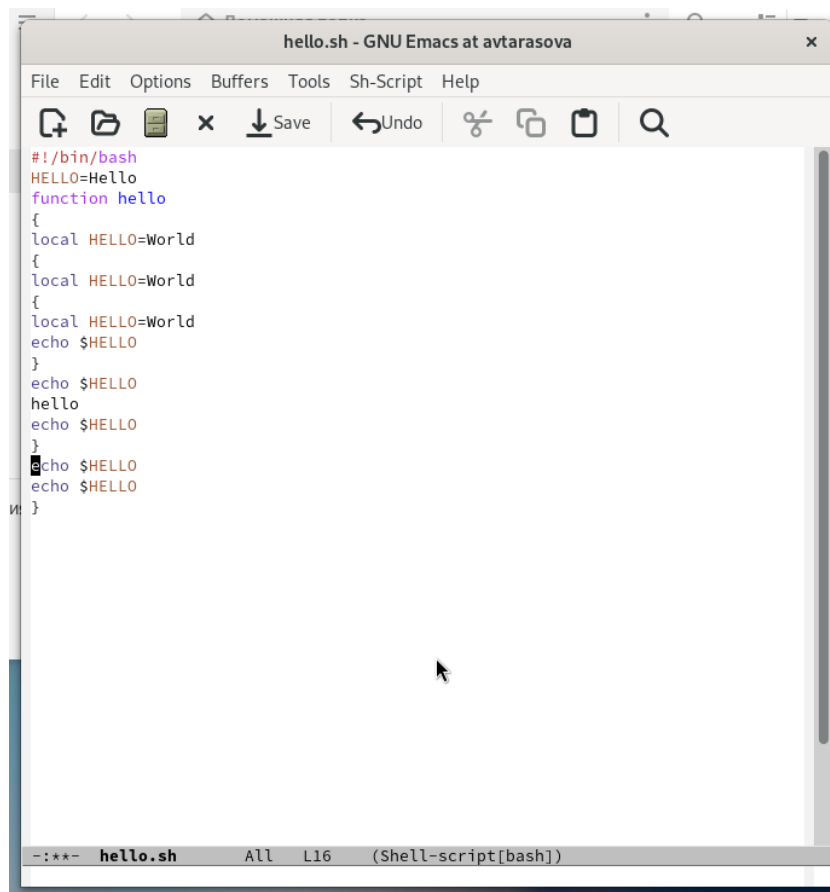 hello.sh - GNU Emacs at avtarasova
File Edit Options Buffers Tools Sh-Script Help
Save Undo
#!/bin/bash
HELLO=Hello
function hello
{
local HELLO=World
{
local HELLO=World
{
local HELLO=World
echo $HELLO
}
echo $HELLO
hello
echo $HELLO
}
echo $HELLO
echo $HELLO
}
-:**- hello.sh All L16 (Shell-script[bash])